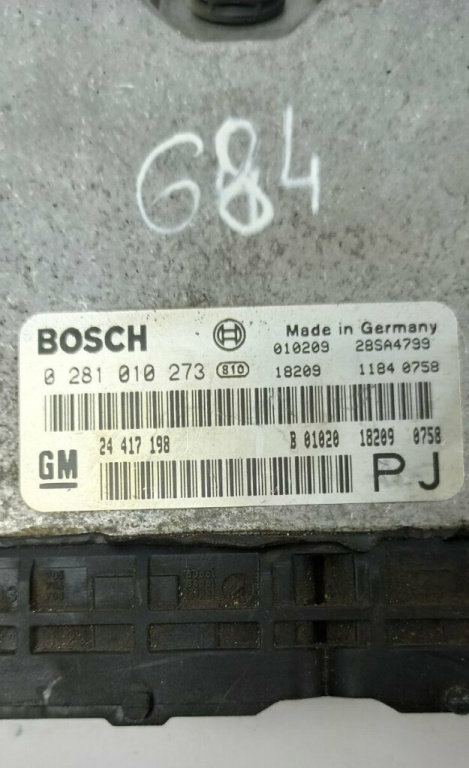 684
BOSCH Made in Germany
010209 28SA4799
0 281 010 273 810 18209 1184 0758
24 417 198 B 01020 18209 0758
GM PJ